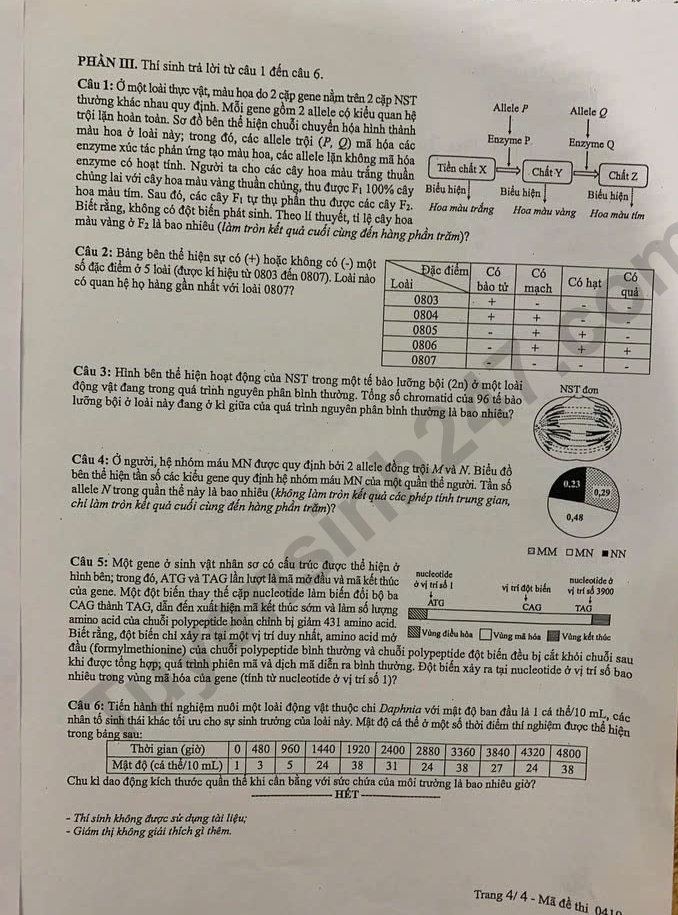 PHẦN III. Thí sinh trả lời từ câu 1 đến câu 6.
Câu 1: Ở một loài thực vật, màu hoa do 2 cặp gene nằm trên 2 cặp NST
thường khác nhau quy định. Mỗi gene gồm 2 allele có kiểu quan hệ
trội lặn hoàn toàn. Sơ đồ bên thể hiện chuỗi chuyển hóa hình thành
màu hoa ở loài này; trong đó, các allele trội (P, Q) mã hóa các
enzyme xúc tác phản ứng tạo màu hoa, các allele lặn không mã hóa
enzyme có hoạt tính. Người ta cho các cây hoa màu trắng thuần
chủng lai với cây hoa màu vàng thuần chủng, thu được F₁ 100% cây
hoa màu tím. Sau đó, các cây F₁ tự thụ phấn thu được các cây F₂.
Biết rằng, không có đột biến phát sinh. Theo lí thuyết, tỉ lệ cây hoa
màu vàng ở F₂ là bao nhiêu (làm tròn kết quả cuối cùng đến hàng phần trăm)?
Allele P Allele Q
Enzyme P Enzyme Q
Tiền chất X Chất Y Chất Z
Biểu hiện Biểu hiện Biểu hiện
Hoa màu trắng Hoa màu vàng Hoa màu tím
Câu 2: Bảng bên thể hiện sự có (+) hoặc không có (-) một
số đặc điểm ở 5 loài (được kí hiệu từ 0803 đến 0807). Loài nào
có quan hệ họ hàng gần nhất với loài 0807?
Đặc điểm Có bào tử Có mạch Có hạt Có quả
Loài
0803 + - - -
0804 + + - -
0805 - + + -
0806 - + + +
0807 - - - -
Câu 3: Hình bên thể hiện hoạt động của NST trong một tế bào lưỡng bội (2n) ở một loài
động vật đang trong quá trình nguyên phân bình thường. Tổng số chromatid của 96 tế bào
lưỡng bội ở loài này đang ở kì giữa của quá trình nguyên phân bình thường là bao nhiêu?
NST đơn
Câu 4: Ở người, hệ nhóm máu MN được quy định bởi 2 allele đồng trội M và N. Biểu đồ
bên thể hiện tần số các kiểu gene quy định hệ nhóm máu MN của một quần thể người. Tần số
allele N trong quần thể này là bao nhiêu (không làm tròn kết quả các phép tính trung gian,
chỉ làm tròn kết quả cuối cùng đến hàng phần trăm)?
0,23
0,29
0,48
MM MN NN
Câu 5: Một gene ở sinh vật nhân sơ có cấu trúc được thể hiện ở
hình bên; trong đó, ATG và TAG lần lượt là mã mở đầu và mã kết thúc
của gene. Một đột biến thay thế cặp nucleotide làm biến đổi bộ ba
CAG thành TAG, dẫn đến xuất hiện mã kết thúc sớm và làm số lượng
amino acid của chuỗi polypeptide hoàn chỉnh bị giảm 431 amino acid.
Biết rằng, đột biến chỉ xảy ra tại một vị trí duy nhất, amino acid mở
đầu (formylmethionine) của chuỗi polypeptide bình thường và chuỗi polypeptide đột biến đều bị cắt khỏi chuỗi sau
khi được tổng hợp; quá trình phiên mã và dịch mã diễn ra bình thường. Đột biến xảy ra tại nucleotide ở vị trí số bao
nhiêu trong vùng mã hóa của gene (tính từ nucleotide ở vị trí số 1)?
nucleotide
ở vị trí số 1
vị trí đột biến
nucleotide ở
vị trí số 3900
ATG CAG TAG
Vùng điều hòa Vùng mã hóa Vùng kết thúc
Câu 6: Tiến hành thí nghiệm nuôi một loài động vật thuộc chi Daphnia với mật độ ban đầu là 1 cá thể/10 mL, các
nhân tố sinh thái khác tối ưu cho sự sinh trưởng của loài này. Mật độ cá thể ở một số thời điểm thí nghiệm được thể hiện
trong bảng sau:
Thời gian (giờ) 0 480 960 1440 1920 2400 2880 3360 3840 4320 4800
Mật độ (cá thể/10 mL) 1 3 5 24 38 31 24 38 27 24 38
Chu kì dao động kích thước quần thể khi cân bằng với sức chứa của môi trường là bao nhiêu giờ?
HẾT
- Thí sinh không được sử dụng tài liệu;
- Giám thị không giải thích gì thêm.
Trang 4/4 - Mã đề thi
Tuyensinh247.com